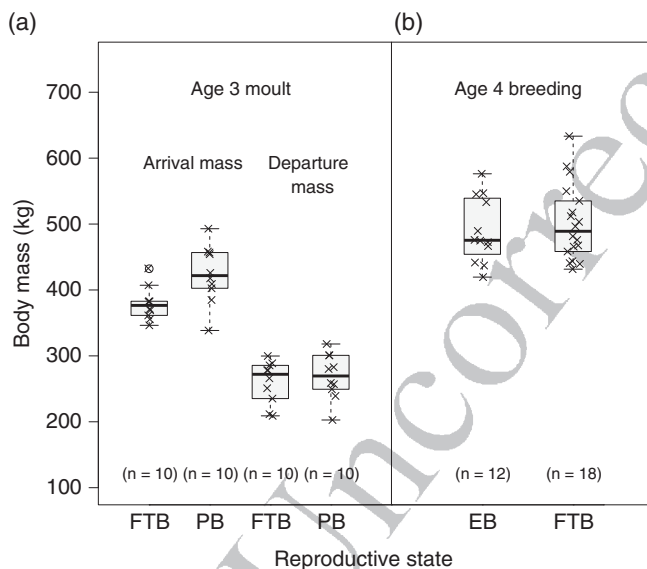 (a)
(b)
Age 3 moult
Age 4 breeding
Arrival mass
Departure
mass
Body mass (kg)
700
600
500
400
300
200
100
(n = 10) (n = 10) (n = 10) (n = 10)
(n = 12) (n = 18)
FTB PB FTB PB
EB FTB
Reproductive state
Uncorrec